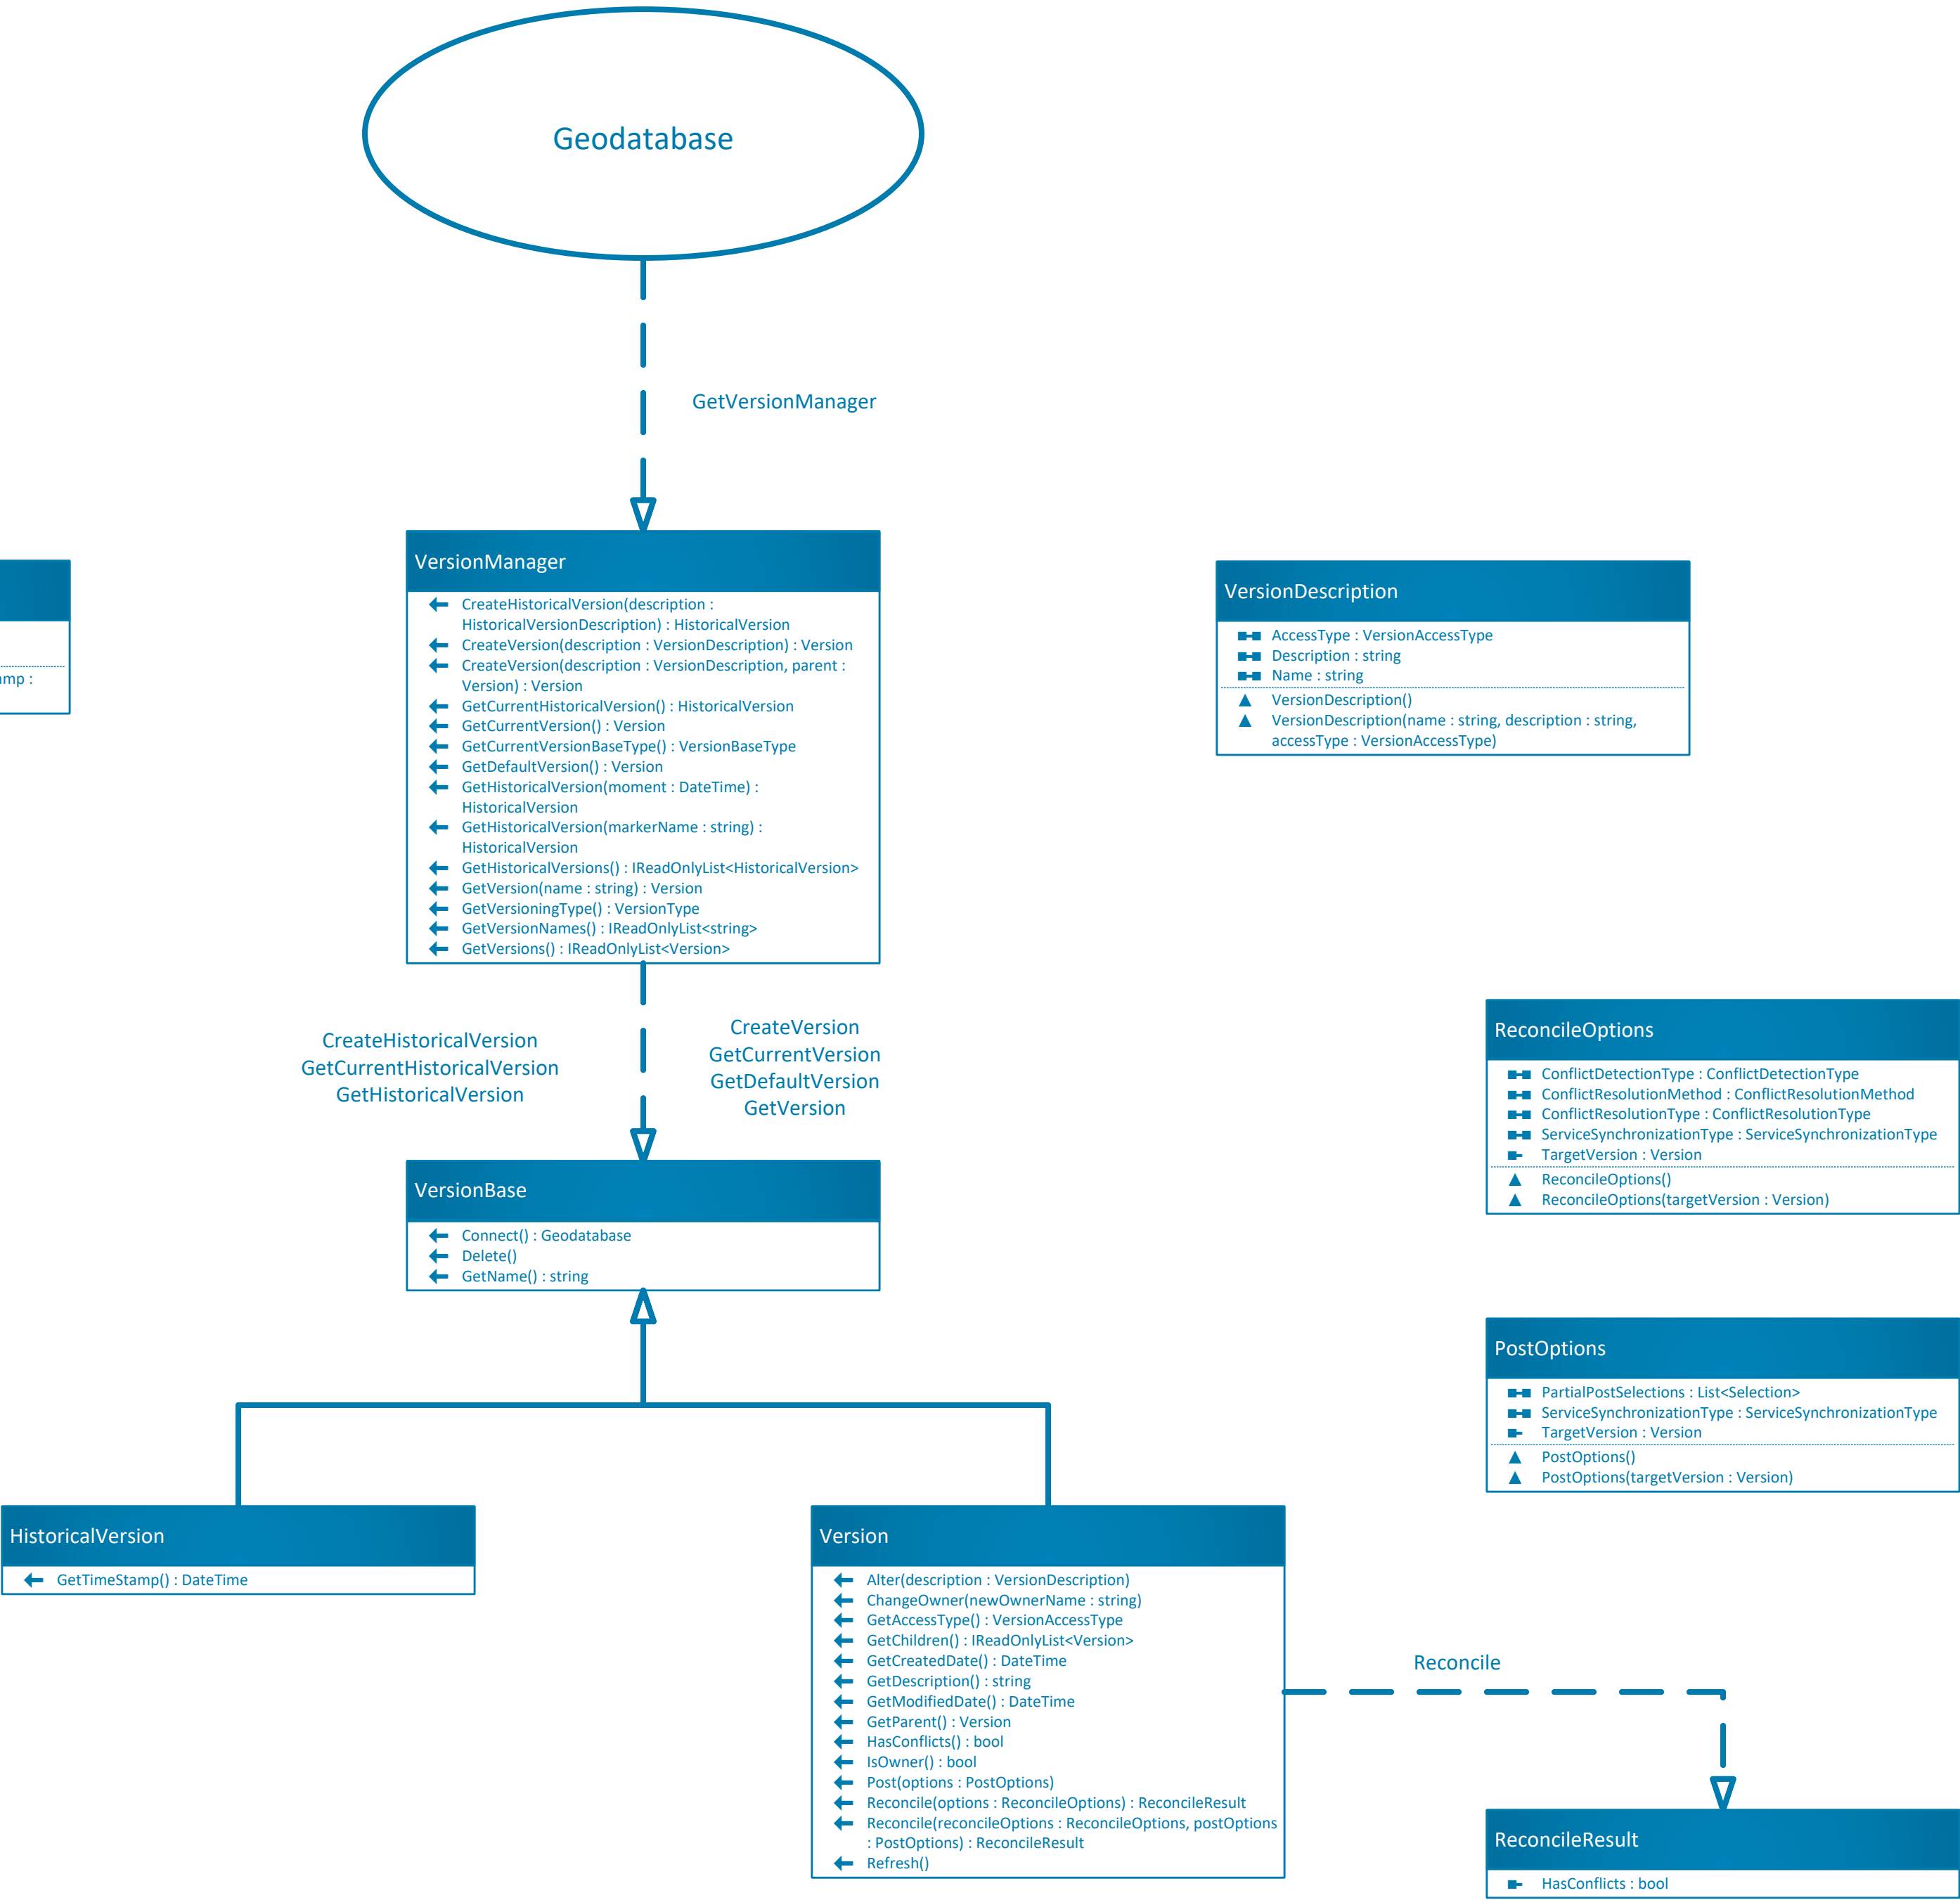 Geodatabase
GetVersionManager
VersionManager
CreateHistoricalVersion(description :
HistoricalVersionDescription) : HistoricalVersion
CreateVersion(description : VersionDescription) : Version
CreateVersion(description : VersionDescription, parent :
Version) : Version
GetCurrentHistoricalVersion() : HistoricalVersion
GetCurrentVersion() : Version
GetCurrentVersionBaseType() : VersionBaseType
GetDefaultVersion() : Version
GetHistoricalVersion(moment : DateTime) :
HistoricalVersion
GetHistoricalVersion(markerName : string) :
HistoricalVersion
GetHistoricalVersions() : IReadOnlyList<HistoricalVersion>
GetVersion(name : string) : Version
GetVersioningType() : VersionType
GetVersionNames() : IReadOnlyList<string>
GetVersions() : IReadOnlyList<Version>
VersionDescription
AccessType : VersionAccessType
Description : string
Name : string
VersionDescription()
VersionDescription(name : string, description : string,
accessType : VersionAccessType)
CreateHistoricalVersion
GetCurrentHistoricalVersion
GetHistoricalVersion
CreateVersion
GetCurrentVersion
GetDefaultVersion
GetVersion
ReconcileOptions
ConflictDetectionType : ConflictDetectionType
ConflictResolutionMethod : ConflictResolutionMethod
ConflictResolutionType : ConflictResolutionType
ServiceSynchronizationType : ServiceSynchronizationType
TargetVersion : Version
ReconcileOptions()
ReconcileOptions(targetVersion : Version)
VersionBase
Connect() : Geodatabase
Delete()
GetName() : string
PostOptions
PartialPostSelections : List<Selection>
ServiceSynchronizationType : ServiceSynchronizationType
TargetVersion : Version
PostOptions()
PostOptions(targetVersion : Version)
HistoricalVersion
GetTimeStamp() : DateTime
Version
Alter(description : VersionDescription)
ChangeOwner(newOwnerName : string)
GetAccessType() : VersionAccessType
GetChildren() : IReadOnlyList<Version>
GetCreatedDate() : DateTime
GetDescription() : string
GetModifiedDate() : DateTime
GetParent() : Version
HasConflicts() : bool
IsOwner() : bool
Post(options : PostOptions)
Reconcile(options : ReconcileOptions) : ReconcileResult
Reconcile(reconcileOptions : ReconcileOptions, postOptions
: PostOptions) : ReconcileResult
Refresh()
Reconcile
ReconcileResult
HasConflicts : bool